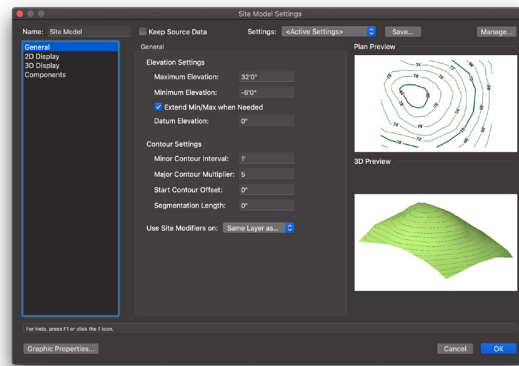 Site Model Settings
Name: Site Model
Keep Source Data
Settings: <Active Settings>
Save...
Manage...
General
2D Display
3D Display
Components
General
Elevation Settings
Maximum Elevation: 32'0"
Minimum Elevation: -6'0"
Extend Min/Max when Needed
Datum Elevation: 0"
Contour Settings
Minor Contour Interval: 1'
Major Contour Multiplier: 5
Start Contour Offset: 0"
Segmentation Length: 0"
Use Site Modifiers on: Same Layer as...
Plan Preview
3D Preview
For Help, press F1 or click the ? icon.
Graphic Properties...
Cancel
OK